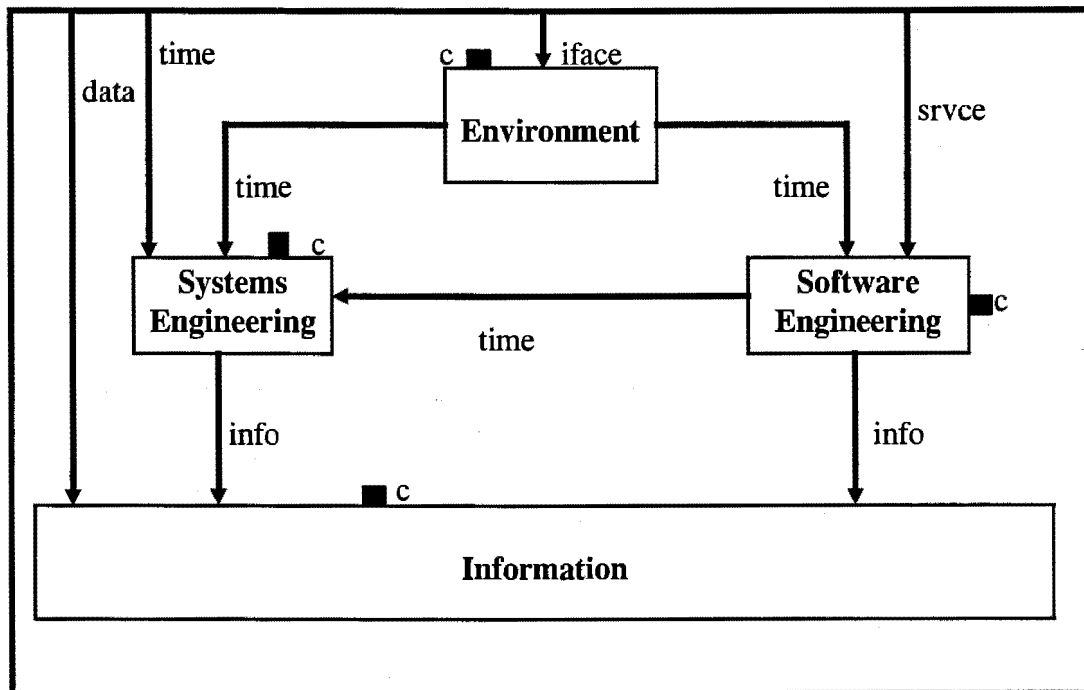 time
c
iface
data
srvce
Environment
time
time
c
Systems
Engineering
Software
Engineering
c
time
info
info
c
Information